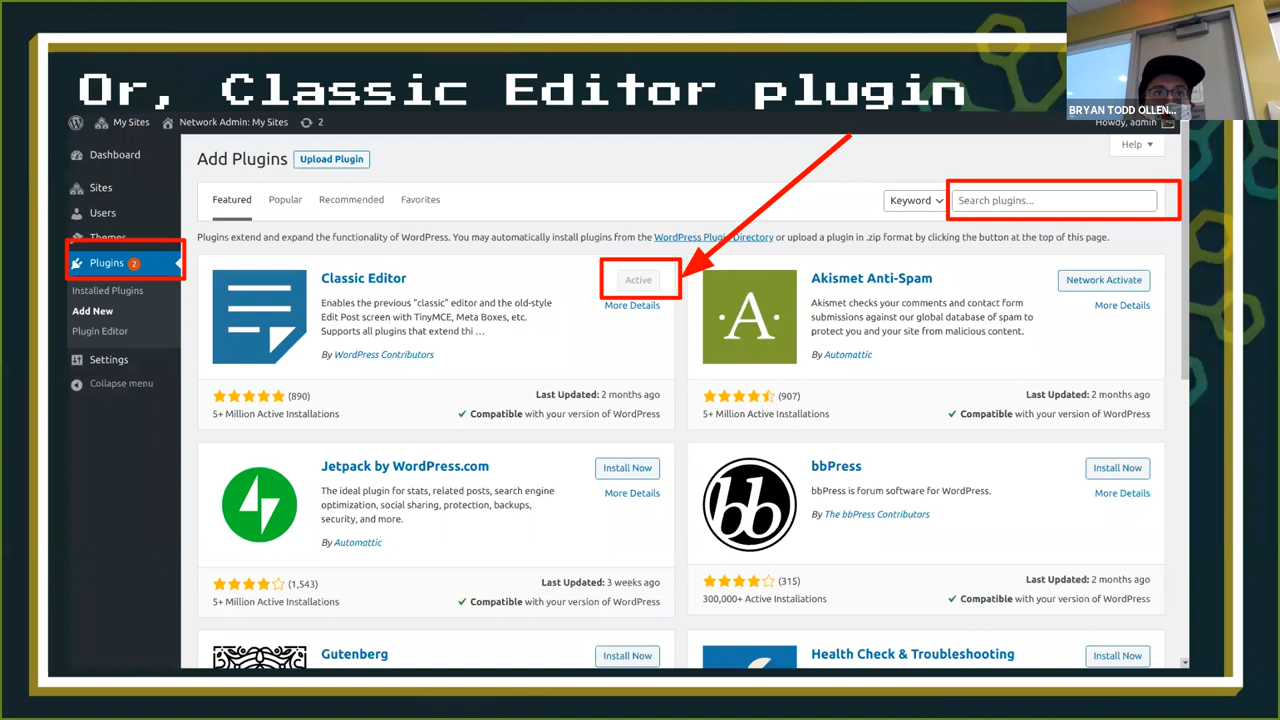 Or, Classic Editor plugin
BRYAN TODD OLLEN...
My Sites
Network Admin: My Sites
2
Howdy, admin
Dashboard
Sites
Users
Themes
Plugins 2
Installed Plugins
Add New
Plugin Editor
Settings
Collapse menu
Add Plugins
Upload Plugin
Help
Featured
Popular
Recommended
Favorites
Keyword
Search plugins...
Plugins extend and expand the functionality of WordPress. You may automatically install plugins from the WordPress Plugin Directory or upload a plugin in .zip format by clicking the button at the top of this page.
Classic Editor
Active
More Details
Enables the previous "classic" editor and the old-style
Edit Post screen with TinyMCE, Meta Boxes, etc.
Supports all plugins that extend thi ...
By WordPress Contributors
(890)
Last Updated: 2 months ago
5+ Million Active Installations
Compatible with your version of WordPress
A
Akismet Anti-Spam
Network Activate
More Details
Akismet checks your comments and contact form
submissions against our global database of spam to
protect you and your site from malicious content.
By Automattic
(907)
Last Updated: 2 months ago
5+ Million Active Installations
Compatible with your version of WordPress
Jetpack by WordPress.com
Install Now
More Details
The ideal plugin for stats, related posts, search engine
optimization, social sharing, protection, backups,
security, and more.
By Automattic
(1,543)
Last Updated: 3 weeks ago
5+ Million Active Installations
Compatible with your version of WordPress
bb
bbPress
Install Now
More Details
bbPress is forum software for WordPress.
By The bbPress Contributors
(315)
Last Updated: 2 months ago
300,000+ Active Installations
Compatible with your version of WordPress
Gutenberg
Install Now
Health Check & Troubleshooting
Install Now